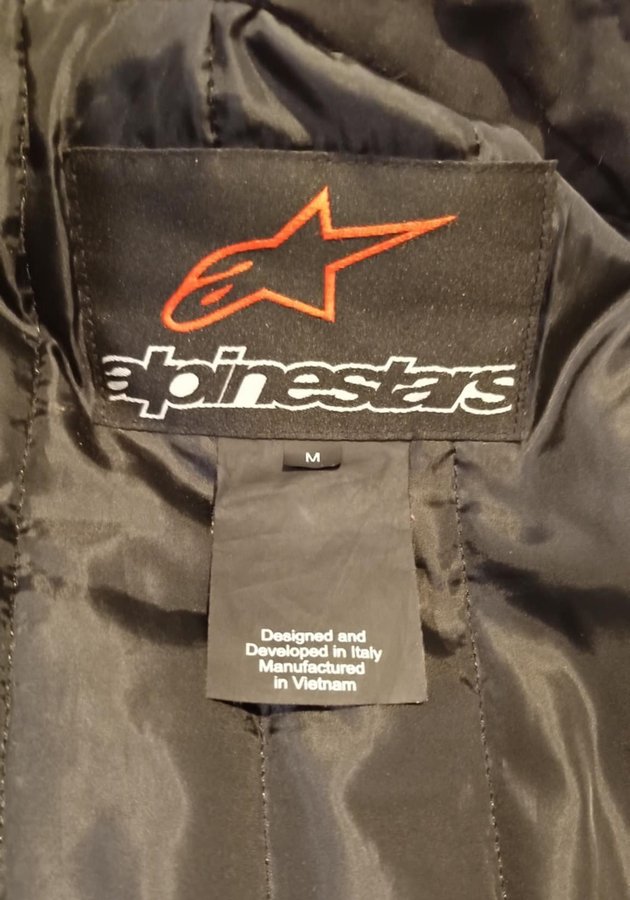 alpinestars
M
Designed and
Developed in Italy
Manufactured
in Vietnam